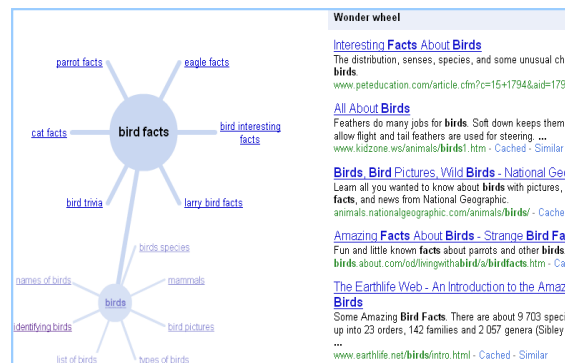 Wonder wheel
parrot facts
eagle facts
cat facts
bird facts
bird interesting
facts
bird trivia
larry bird facts
birds species
names of birds
mammals
birds
identifying birds
bird pictures
list of birds
types of birds
Interesting Facts About Birds
The distribution, senses, species, and some unusual ch
birds.
www.peteducation.com/article.cfm?c=15+1794&aid=179
All About Birds
Feathers do many jobs for birds. Soft down keeps them
allow flight and tail feathers are used for steering. ...
www.kidzone.ws/animals/birds1.htm - Cached - Similar
Birds, Bird Pictures, Wild Birds - National Geo
Learn all you wanted to know about birds with pictures,
facts, and news from National Geographic.
animals.nationalgeographic.com/animals/birds/ - Cache
Amazing Facts About Birds - Strange Bird Fa
Fun and little known facts about parrots and other birds.
birds.about.com/od/livingwithabird/a/birdfacts.htm - Ca
The Earthlife Web - An Introduction to the Amaz
Birds
Some Amazing Bird Facts. There are about 9 703 speci
up into 23 orders, 142 families and 2 057 genera (Sibley
...
www.earthlife.net/birds/intro.html - Cached - Similar